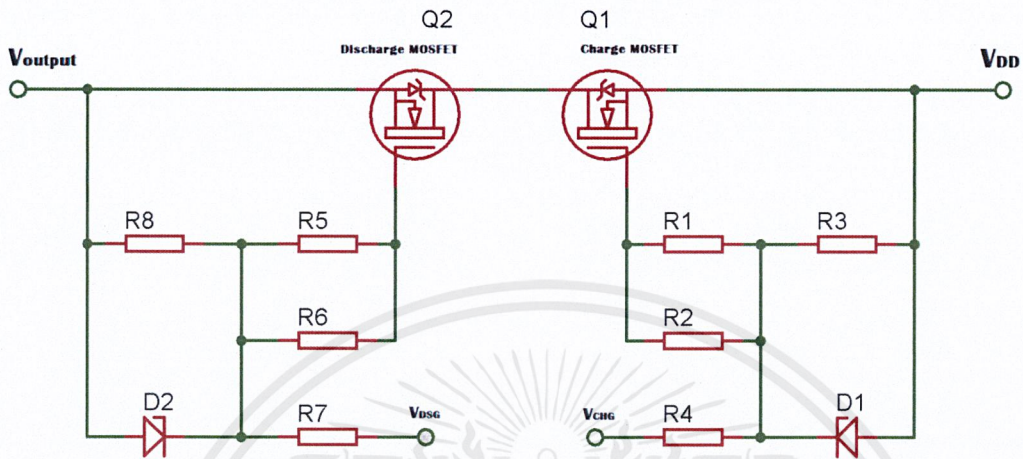 Q2
Q1
Discharge MOSFET
Charge MOSFET
Voutput
VDD
R8
R5
R1
R3
R6
R2
D2
R7
VDSG
VCHG
R4
D1